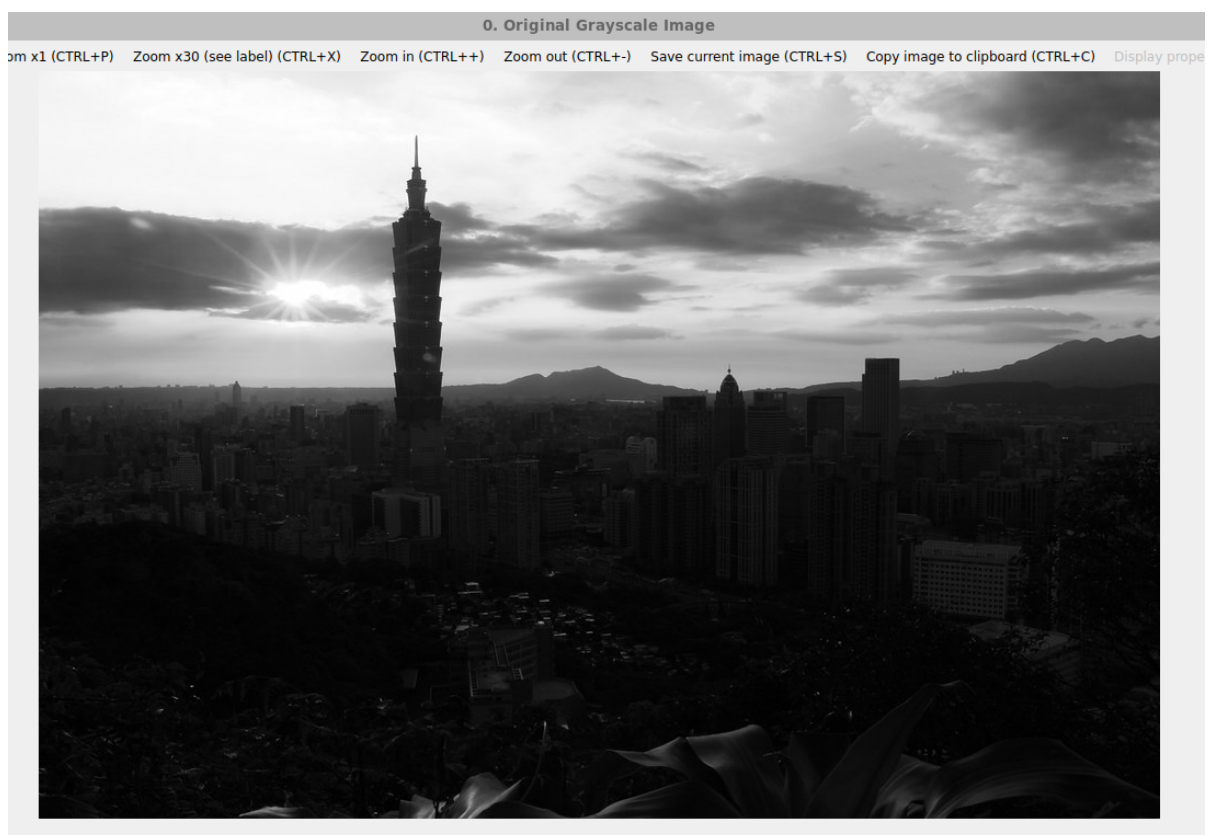 0. Original Grayscale Image
om x1 (CTRL+P) Zoom x30 (see label) (CTRL+X) Zoom in (CTRL++) Zoom out (CTRL+-) Save current image (CTRL+S) Copy image to clipboard (CTRL+C) Display prope